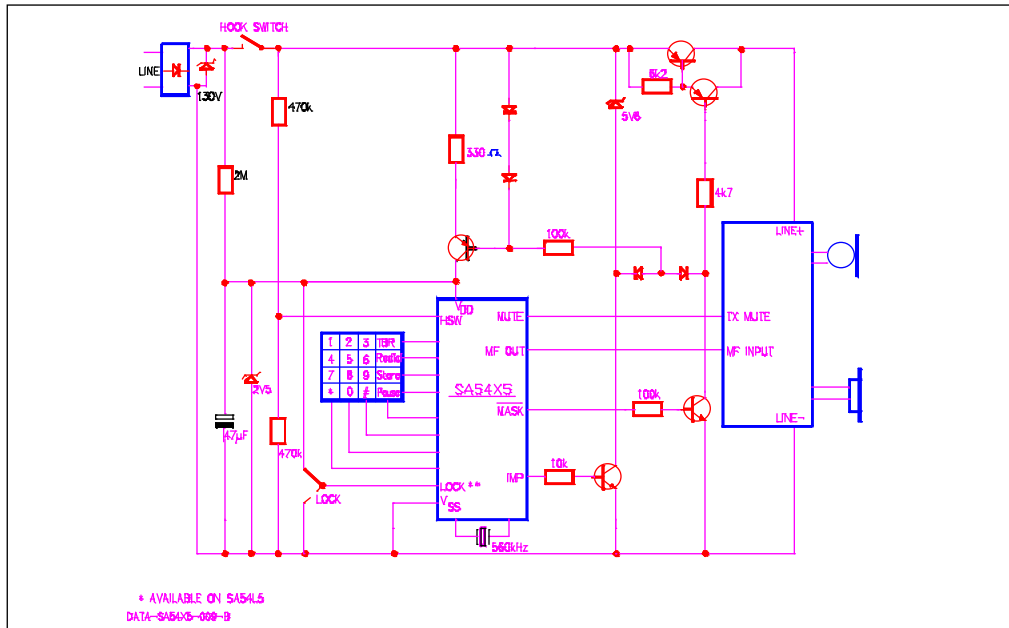 HOOK SWITCH
LINE
130V
470k
2M
330 Ω
5V6
8k2
4k7
100k
LINE+
VDD
HSW
MUTE
TX MUTE
1 2 3 TBR
4 5 6
7 8 9 Store
* 0 # Pause
MF OUT
MF INPUT
SA54X5
2V5
MASK
100k
LINE-
47µF
470k
10k
IMP
LOCK **
LOCK
VSS
560kHz
* AVAILABLE ON SA54L5
DATA-SA54X5-009-B